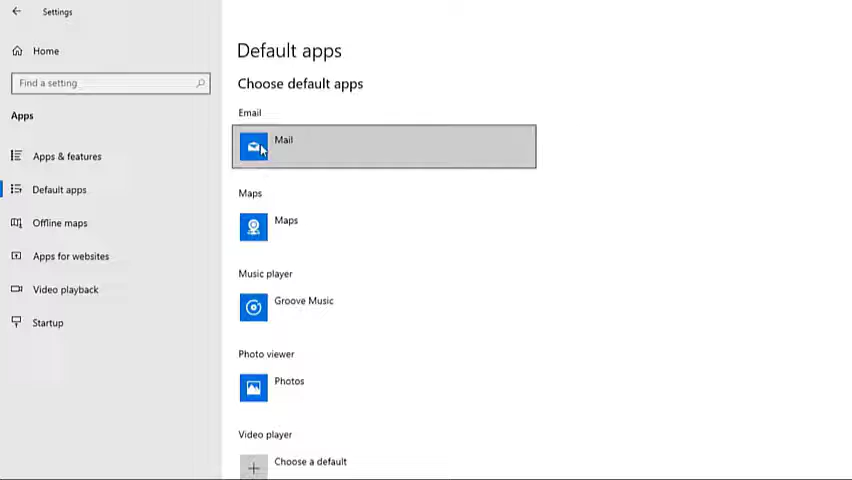 Settings
Home
Find a setting
Apps
Apps & features
Default apps
Offline maps
Apps for websites
Video playback
Startup
Default apps
Choose default apps
Email
Mail
Maps
Maps
Music player
Groove Music
Photo viewer
Photos
Video player
Choose a default